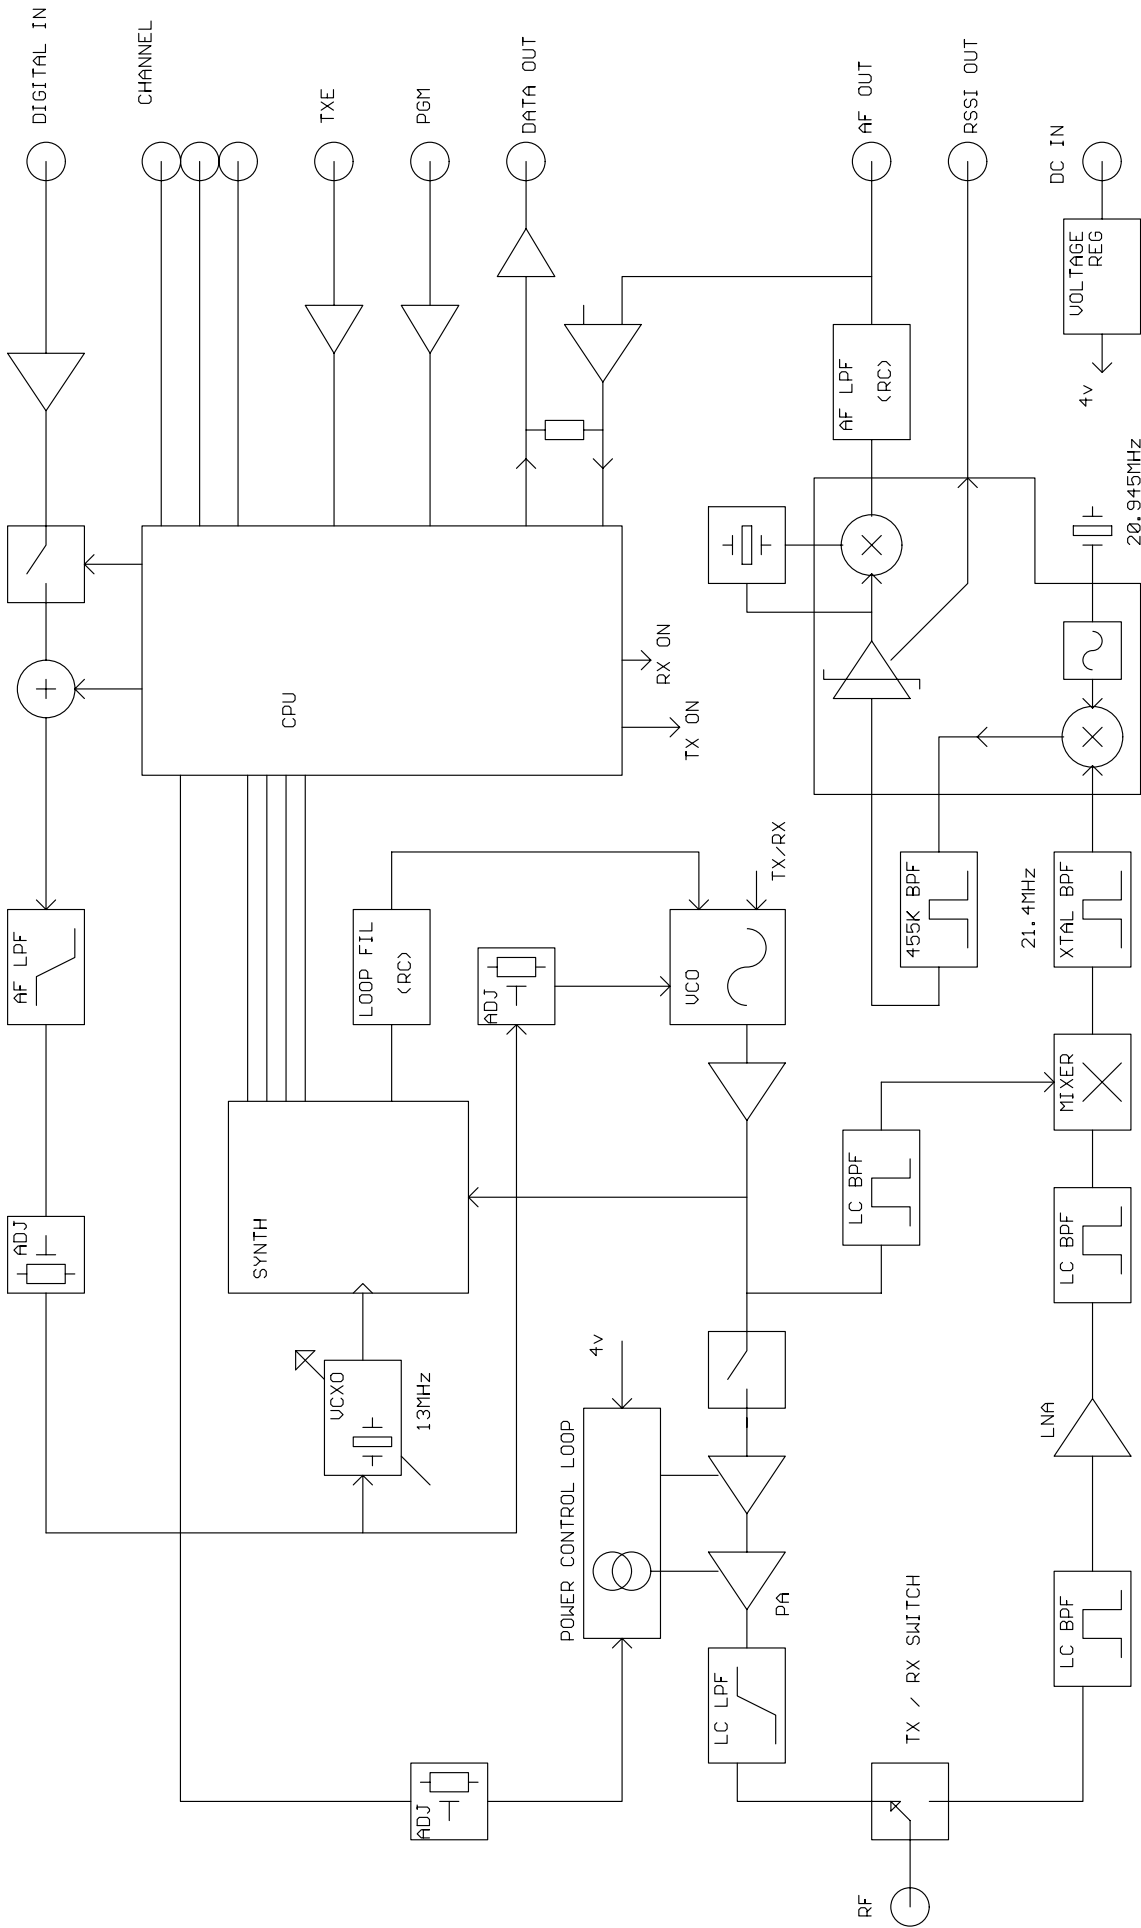 DIGITAL IN
CHANNEL
TXE
PGM
DATA OUT
AF OUT
RSSI OUT
DC IN
VOLTAGE
REG
4v
AF LPF
(RC)
20.945MHz
CPU
RX ON
TX ON
AF LPF
LOOP FIL
(RC)
ADJ
VCO
TX/RX
455K BPF
21.4MHz
XTAL BPF
MIXER
ADJ
SYNTH
LC BPF
LC BPF
VCXO
13MHz
4v
POWER CONTROL LOOP
LNA
PA
LC LPF
TX / RX SWITCH
LC BPF
ADJ
RF